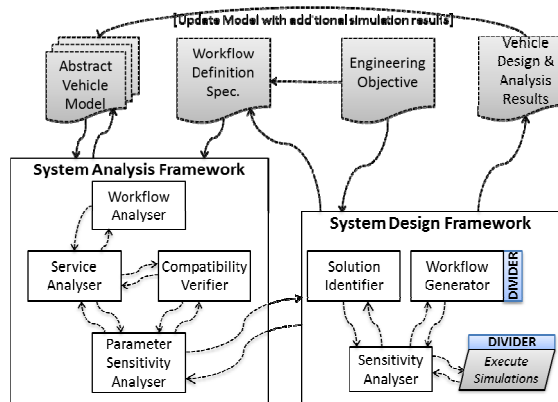 [Update Model with additional simulation results]
Abstract
Vehicle
Model
Workflow
Definition
Spec.
Engineering
Objective
Vehicle
Design &
Analysis
Results
System Analysis Framework
Workflow
Analyser
Service
Analyser
Compatibility
Verifier
Parameter
Sensitivity
Analyser
System Design Framework
Solution
Identifier
Workflow
Generator
DIVIDER
Sensitivity
Analyser
DIVIDER
Execute
Simulations